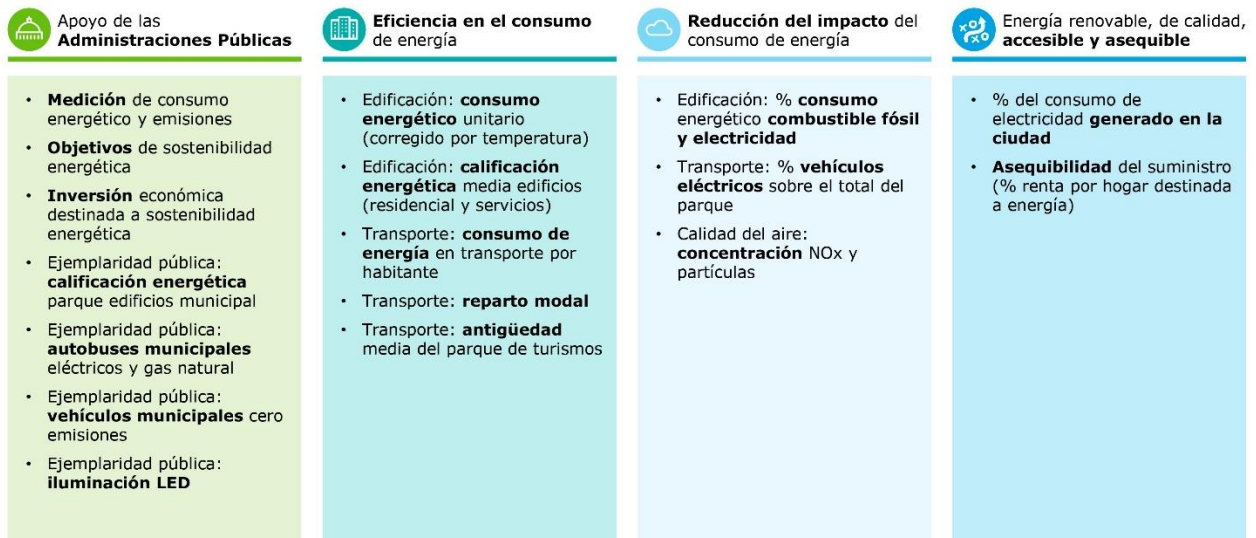 Apoyo de las
Administraciones Públicas
• Medición de consumo
energético y emisiones
• Objetivos de sostenibilidad
energética
• Inversión económica
destinada a sostenibilidad
energética
• Ejemplaridad pública:
calificación energética
parque edificios municipal
• Ejemplaridad pública:
autobuses municipales
eléctricos y gas natural
• Ejemplaridad pública:
vehículos municipales cero
emisiones
• Ejemplaridad pública:
iluminación LED
Eficiencia en el consumo
de energía
• Edificación: consumo
energético unitario
(corregido por temperatura)
• Edificación: calificación
energética media edificios
(residencial y servicios)
• Transporte: consumo de
energía en transporte por
habitante
• Transporte: reparto modal
• Transporte: antigüedad
media del parque de turismos
Reducción del impacto del
consumo de energía
• Edificación: % consumo
energético combustible fósil
y electricidad
• Transporte: % vehículos
eléctricos sobre el total del
parque
• Calidad del aire:
concentración NOx y
partículas
Energía renovable, de calidad,
accesible y asequible
• % del consumo de
electricidad generado en la
ciudad
• Asequibilidad del suministro
(% renta por hogar destinada
a energía)